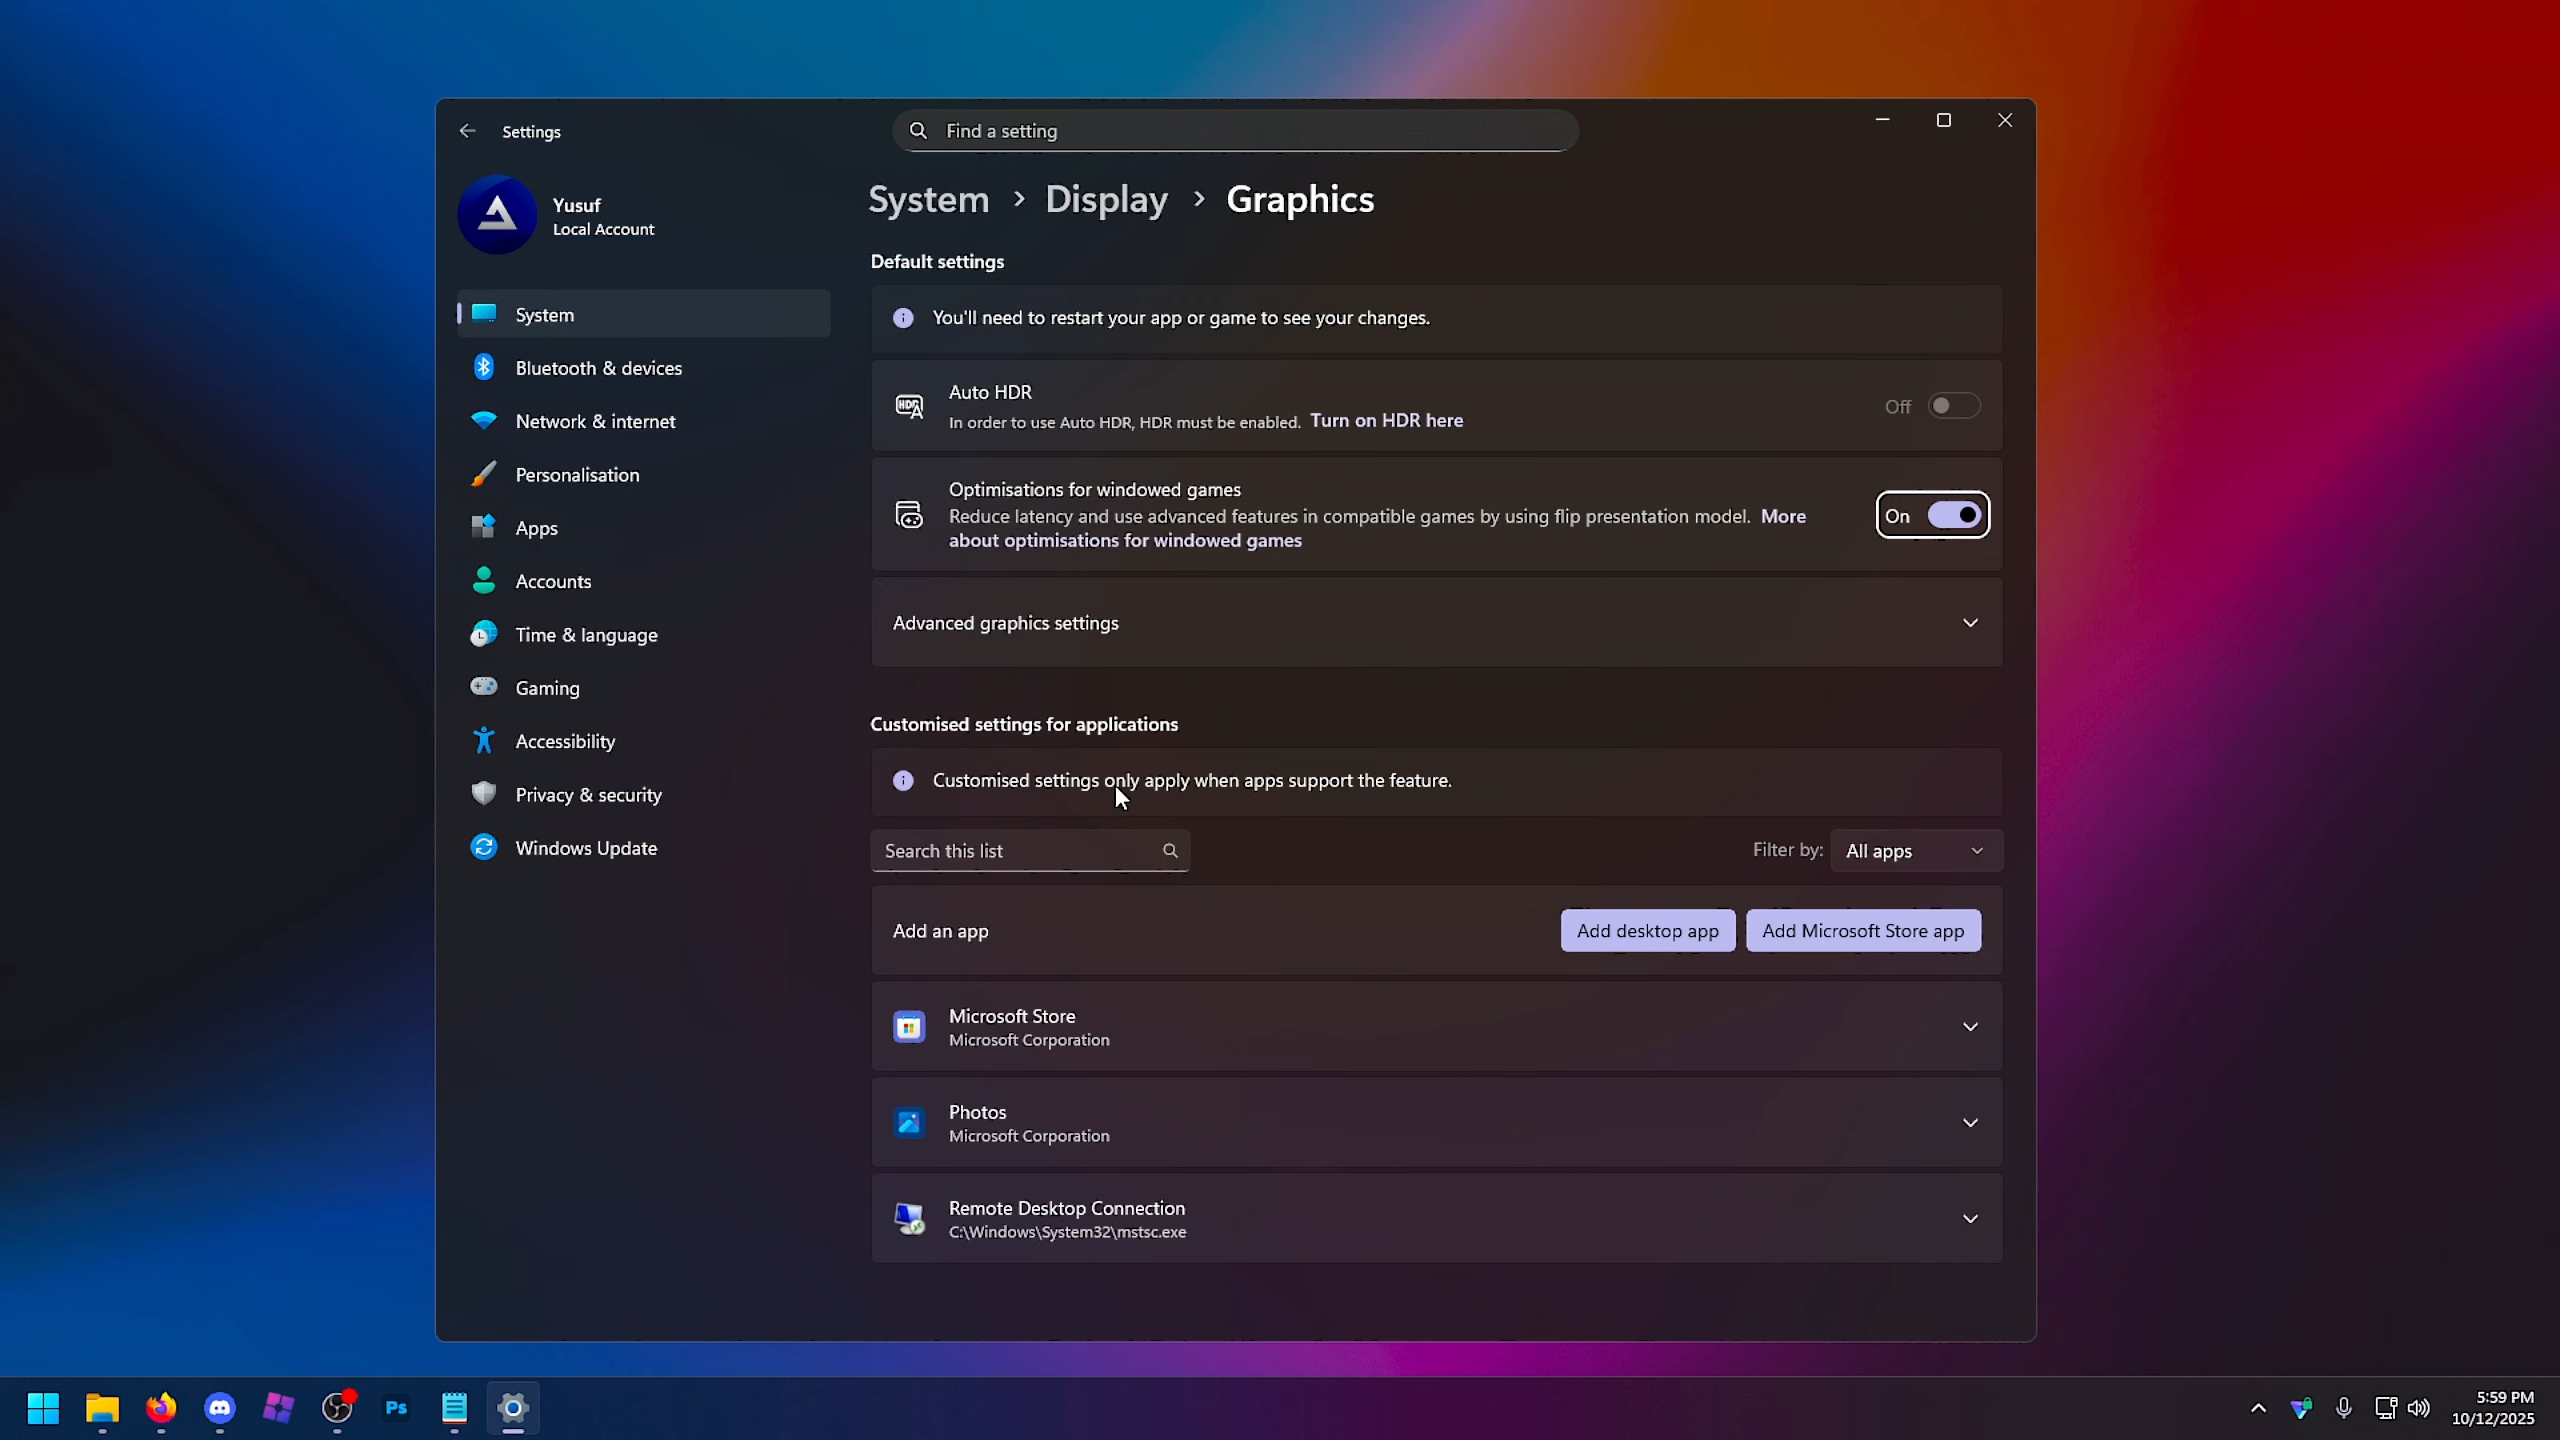 Settings
Find a setting
Yusuf
Local Account
System
Bluetooth & devices
Network & internet
Personalisation
Apps
Accounts
Time & language
Gaming
Accessibility
Privacy & security
Windows Update
System > Display > Graphics
Default settings
You'll need to restart your app or game to see your changes.
HDR
Auto HDR
In order to use Auto HDR, HDR must be enabled. Turn on HDR here
Off
Optimisations for windowed games
Reduce latency and use advanced features in compatible games by using flip presentation model. More
about optimisations for windowed games
On
Advanced graphics settings
Customised settings for applications
Customised settings only apply when apps support the feature.
Search this list
Filter by: All apps
Add an app
Add desktop app
Add Microsoft Store app
Microsoft Store
Microsoft Corporation
Photos
Microsoft Corporation
Remote Desktop Connection
C:\Windows\System32\mstsc.exe
Ps
5:59 PM
10/12/2025